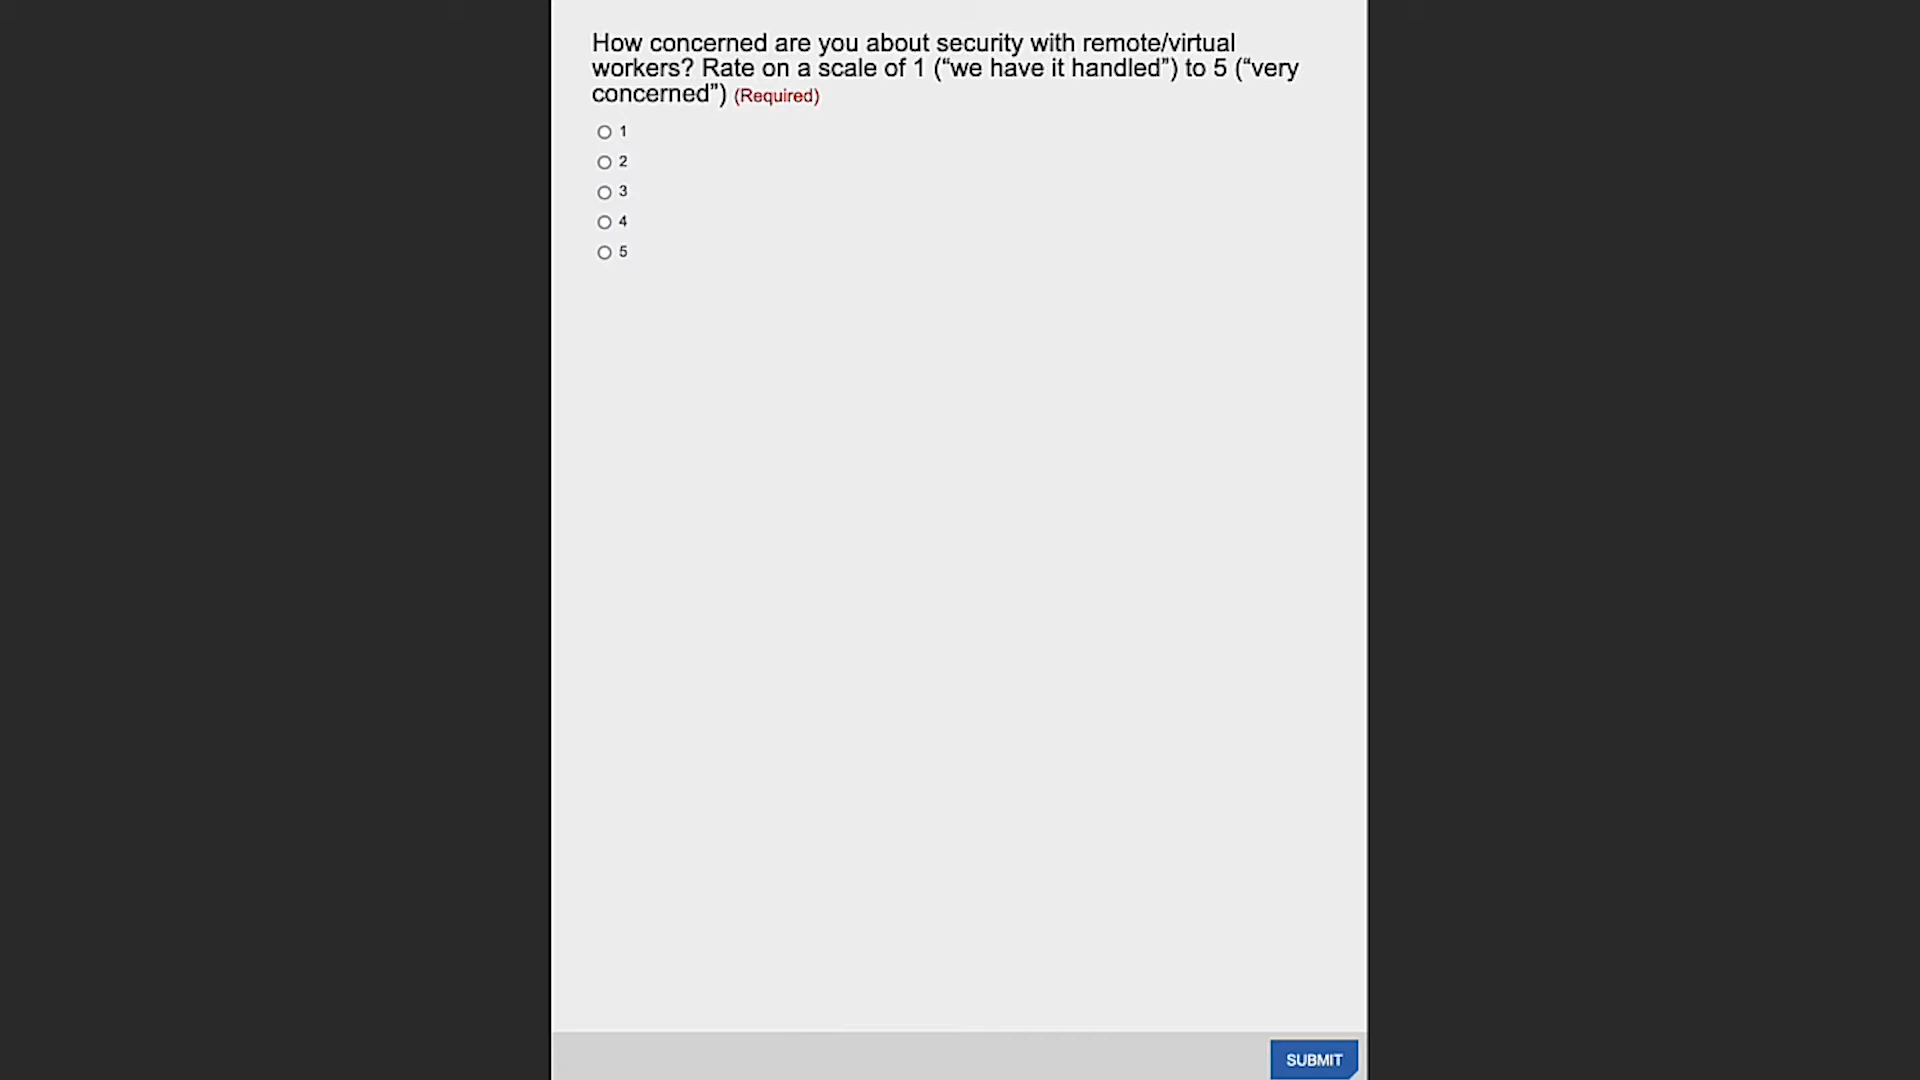 How concerned are you about security with remote/virtual
workers? Rate on a scale of 1 (“we have it handled”) to 5 (“very
concerned”) (Required)
1
2
3
4
5
SUBMIT